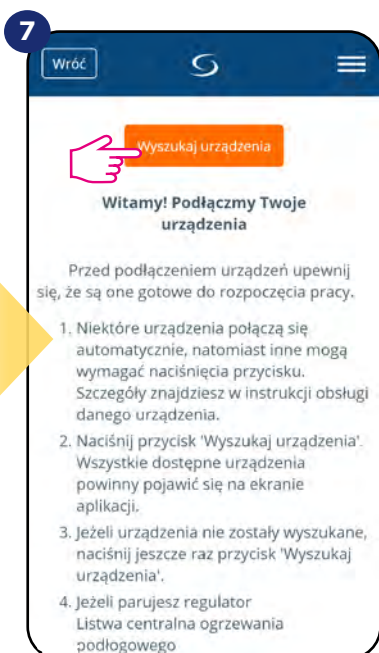 7
Wróć
Wyszukaj urządzenia
Witamy! Podłączmy Twoje
urządzenia
Przed podłączeniem urządzeń upewnij
się, że są one gotowe do rozpoczęcia pracy.
1. Niektóre urządzenia połączą się
automatycznie, natomiast inne mogą
wymagać naciśnięcia przycisku.
Szczegóły znajdziesz w instrukcji obsługi
danego urządzenia.
2. Naciśnij przycisk 'Wyszukaj urządzenia'.
Wszystkie dostępne urządzenia
powinny pojawić się na ekranie
aplikacji.
3. Jeżeli urządzenia nie zostały wyszukane,
naciśnij jeszcze raz przycisk 'Wyszukaj
urządzenia'.
4. Jeżeli parujesz regulator
Listwa centralna ogrzewania
podłogowego